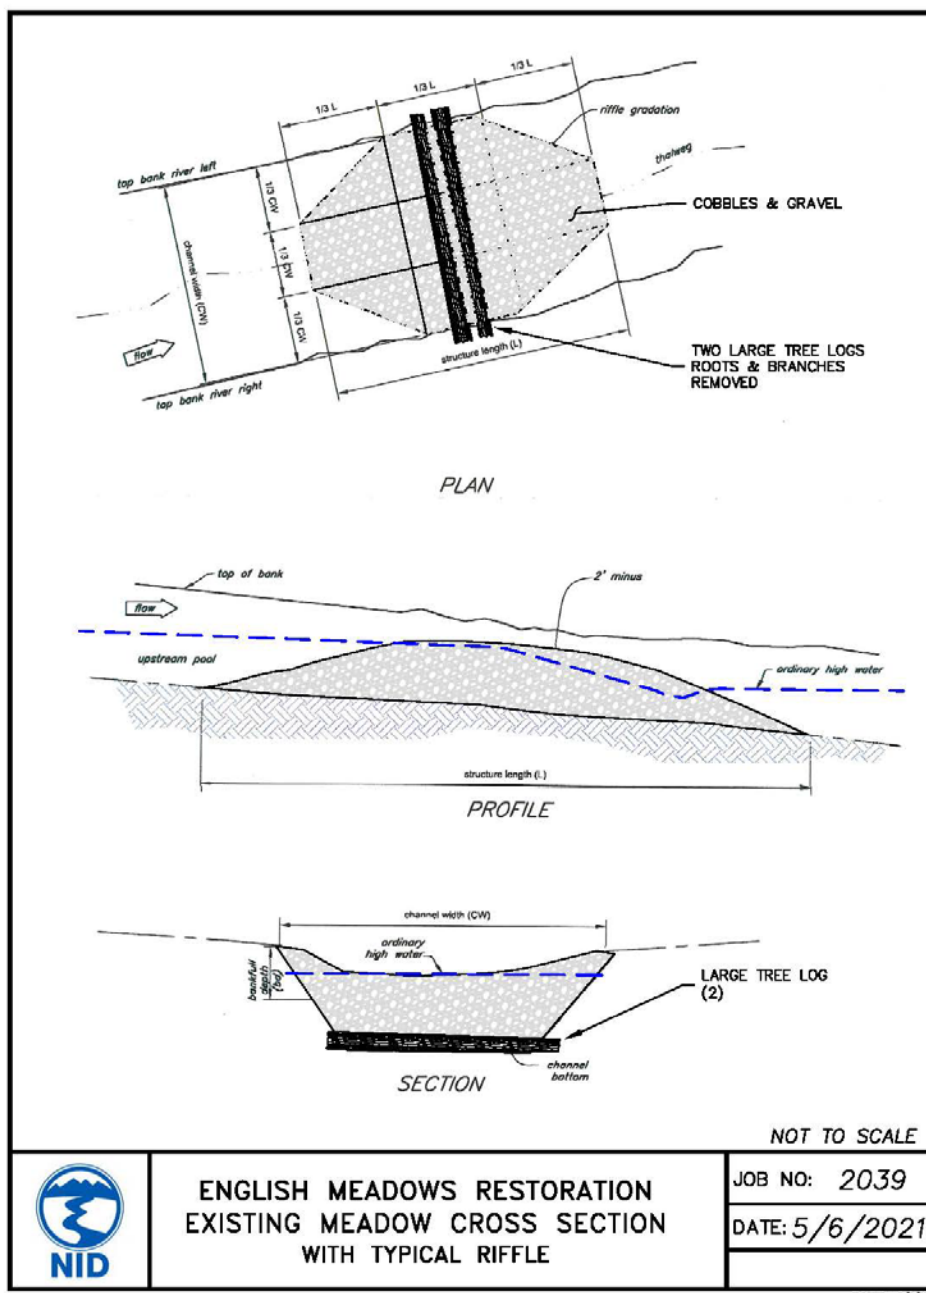 1/3 L
1/3 L
1/3 L
riffle gradation
top bank river left
thalweg
1/3 CW
COBBLES & GRAVEL
channel width (CW)
1/3 CW
1/3 CW
flow
structure length (L)
TWO LARGE TREE LOGS
ROOTS & BRANCHES
REMOVED
top bank river right
PLAN
top of bank
2' minus
flow
upstream pool
ordinary high water
structure length (L)
PROFILE
channel width (CW)
ordinary
high water
bankfull
depth
(bd)
LARGE TREE LOG
(2)
channel
bottom
SECTION
NOT TO SCALE
NID
ENGLISH MEADOWS RESTORATION
EXISTING MEADOW CROSS SECTION
WITH TYPICAL RIFFLE
JOB NO: 2039
DATE: 5/6/2021